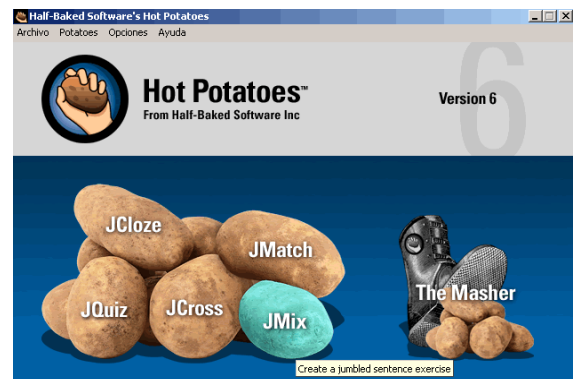 Half-Baked Software's Hot Potatoes
Archivo Potatoes Opciones Ayuda
Hot Potatoes™
From Half-Baked Software Inc
Version 6
6
JCloze
JMatch
JQuiz
JCross
JMix
The Masher
Create a jumbled sentence exercise